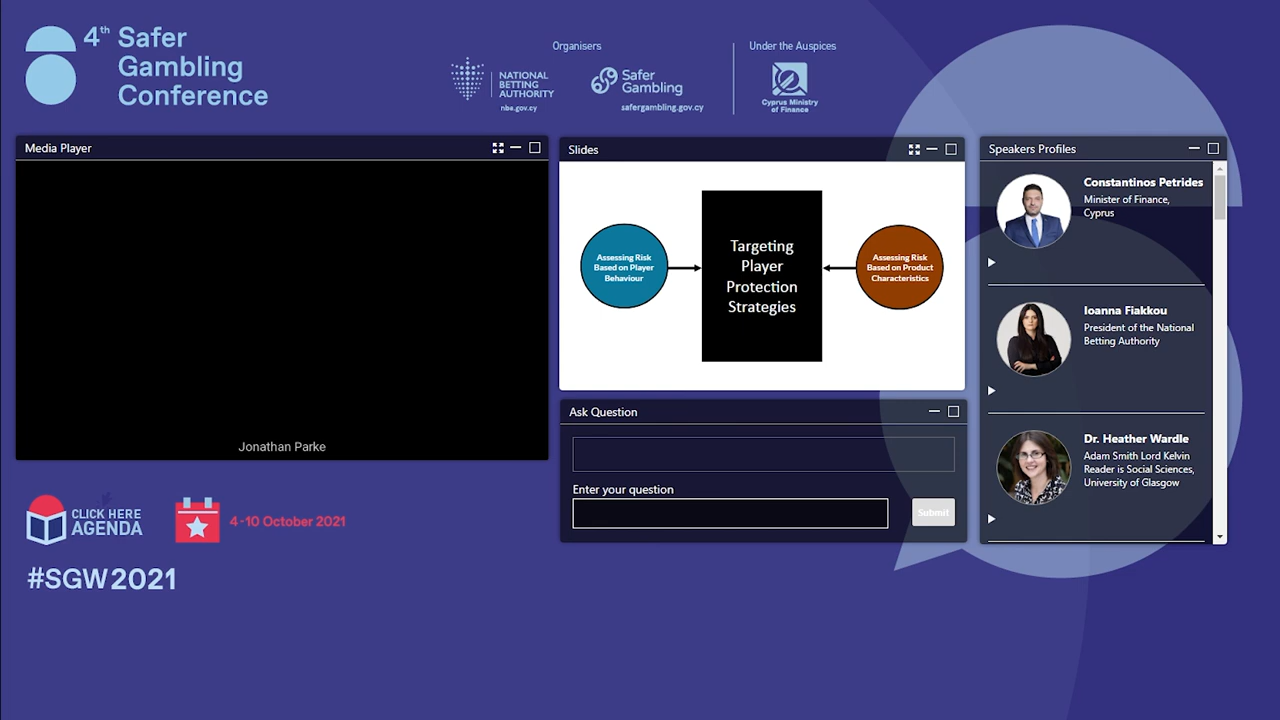 4th Safer
Gambling
Conference
Organisers
NATIONAL
BETTING
AUTHORITY
nba.gov.cy
Safer
Gambling
safergambling.gov.cy
Under the Auspices
Cyprus Ministry
of Finance
Media Player
Jonathan Parke
Slides
Assessing Risk
Based on Player
Behaviour
Targeting
Player
Protection
Strategies
Assessing Risk
Based on Product
Characteristics
Ask Question
Enter your question
Submit
Speakers Profiles
Constantinos Petrides
Minister of Finance,
Cyprus
Ioanna Fiakkou
President of the National
Betting Authority
Dr. Heather Wardle
Adam Smith Lord Kelvin
Reader is Social Sciences,
University of Glasgow
CLICK HERE
AGENDA
4-10 October 2021
#SGW2021